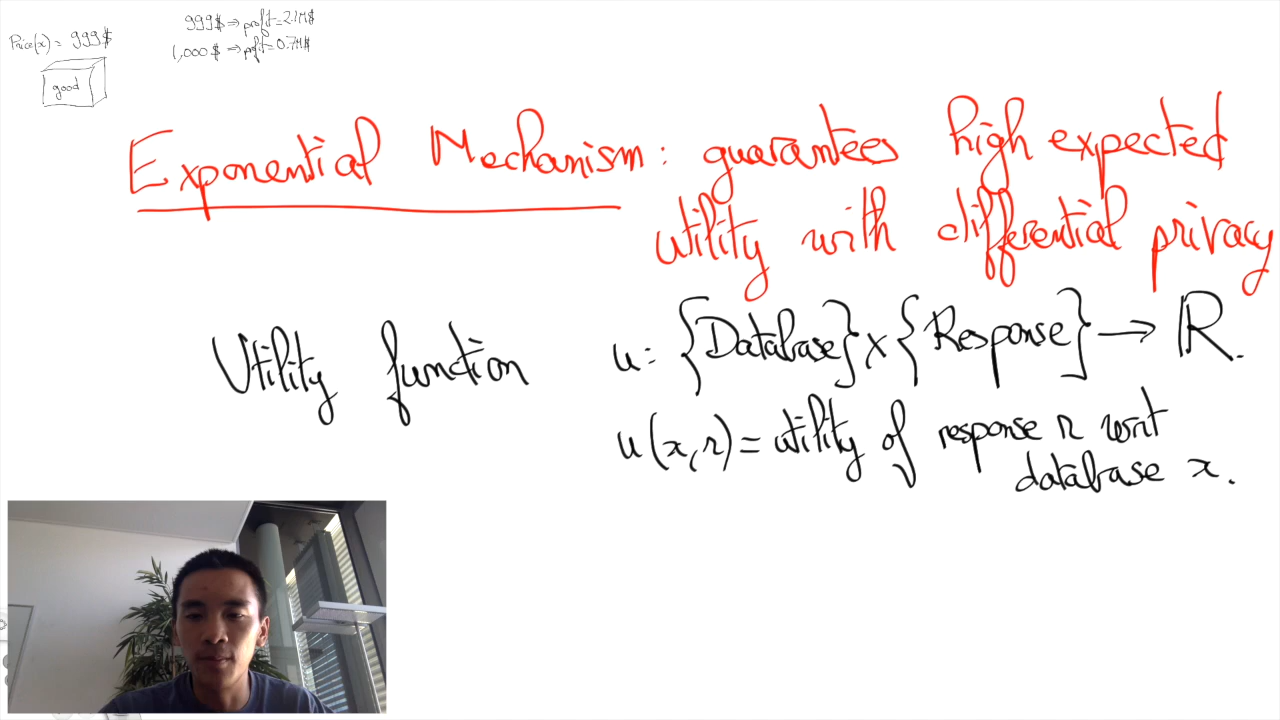 Price(x) = 999$
999$ ⇒ profit = 2.1M$
1,000$ ⇒ profit = 0.7M$
good
Exponential Mechanism: guarantees high expected
utility with differential privacy
Utility function
u: {Database} x {Response} → ℝ.
u(x,r) = utility of response r wrt
database x.